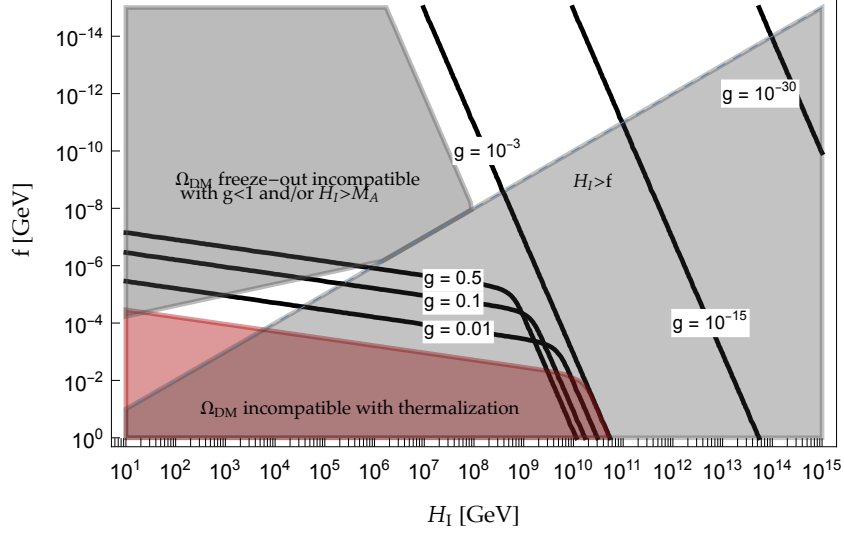 10⁻¹⁴
10⁻¹²
10⁻¹⁰
10⁻⁸
10⁻⁶
10⁻⁴
10⁻²
10⁰
f [GeV]
g = 10⁻³⁰
g = 10⁻³
Ω_DM freeze−out incompatible
with g<1 and/or H_I>M_A
H_I>f
g = 0.5
g = 0.1
g = 0.01
g = 10⁻¹⁵
Ω_DM incompatible with thermalization
10¹ 10² 10³ 10⁴ 10⁵ 10⁶ 10⁷ 10⁸ 10⁹ 10¹⁰ 10¹¹ 10¹² 10¹³ 10¹⁴ 10¹⁵
H_I [GeV]